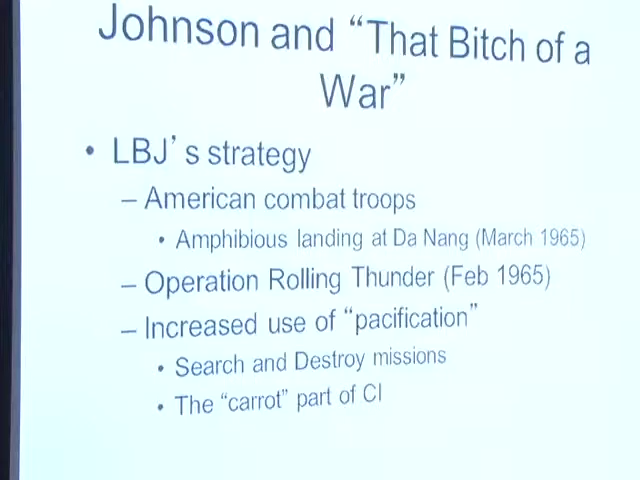 Johnson and “That Bitch of a
War”
• LBJ’s strategy
– American combat troops
• Amphibious landing at Da Nang (March 1965)
– Operation Rolling Thunder (Feb 1965)
– Increased use of “pacification”
• Search and Destroy missions
• The “carrot” part of CI